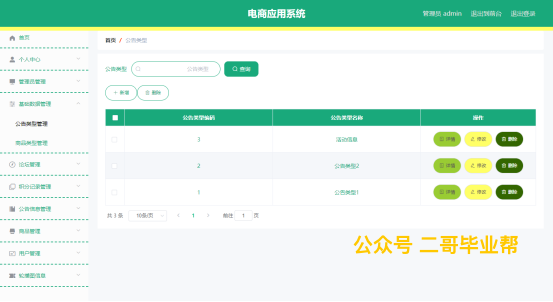 电商应用系统
管理员 admin 退出到前台 退出登录
首页
个人中心
管理员管理
基础数据管理
公告类型管理
商品类型管理
论坛管理
积分记录管理
公告信息管理
商品管理
用户管理
轮播图信息
首页 / 公告类型
公告类型 公告类型 查询
+ 新增 删除
公告类型编码 公告类型名称 操作
3 活动信息 详情 修改 删除
2 公告类型2 详情 修改 删除
1 公告类型1 详情 修改 删除
共 3 条 10条/页 < 1 > 前往 1 页
公众号 二哥毕业帮